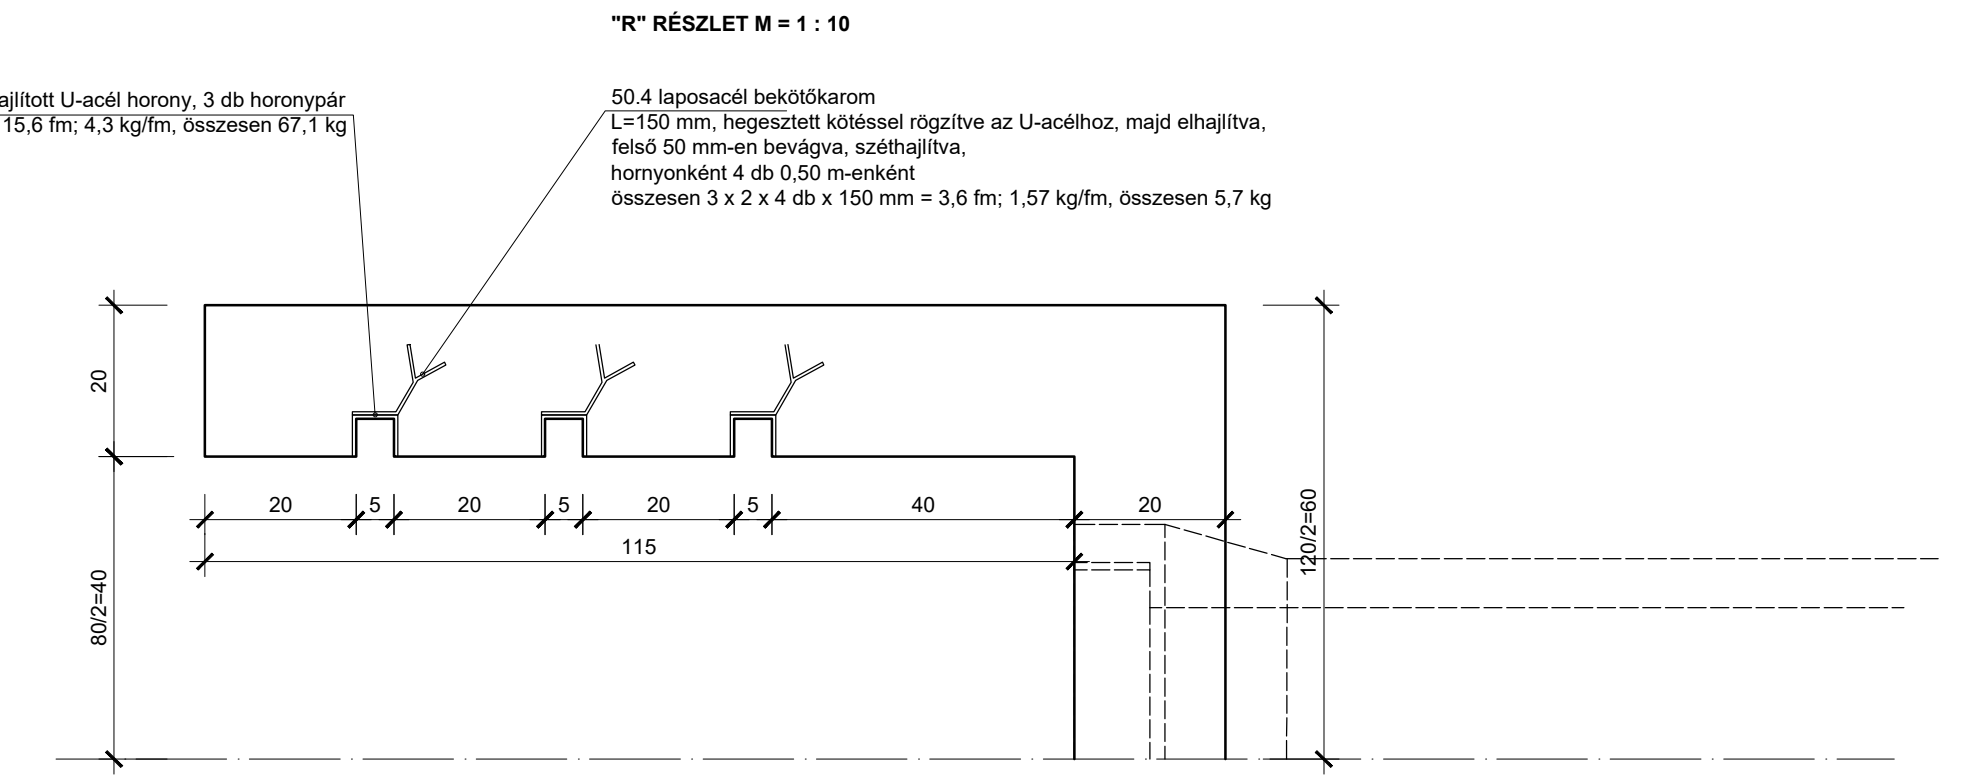 "R" RÉSZLET M = 1 : 10
ajlított U-acél horony, 3 db horonypár
15,6 fm; 4,3 kg/fm, összesen 67,1 kg
50.4 laposacél bekötőkarom
L=150 mm, hegesztett kötéssel rögzítve az U-acélhoz, majd elhajlítva,
felső 50 mm-en bevágva, széthajlítva,
hornyonként 4 db 0,50 m-enként
összesen 3 x 2 x 4 db x 150 mm = 3,6 fm; 1,57 kg/fm, összesen 5,7 kg
20
80/2=40
20 5 20 5 20 5 40 20
115
120/2=60